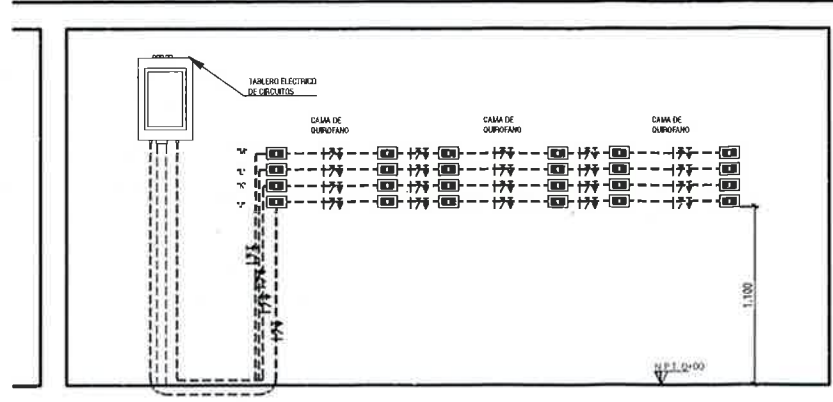 TABLERO ELECTRICO
DE CIRCUITOS
CAMA DE
QUIROFANO
CAMA DE
QUIROFANO
CAMA DE
QUIROFANO
1.100
N.P.T. 0+00